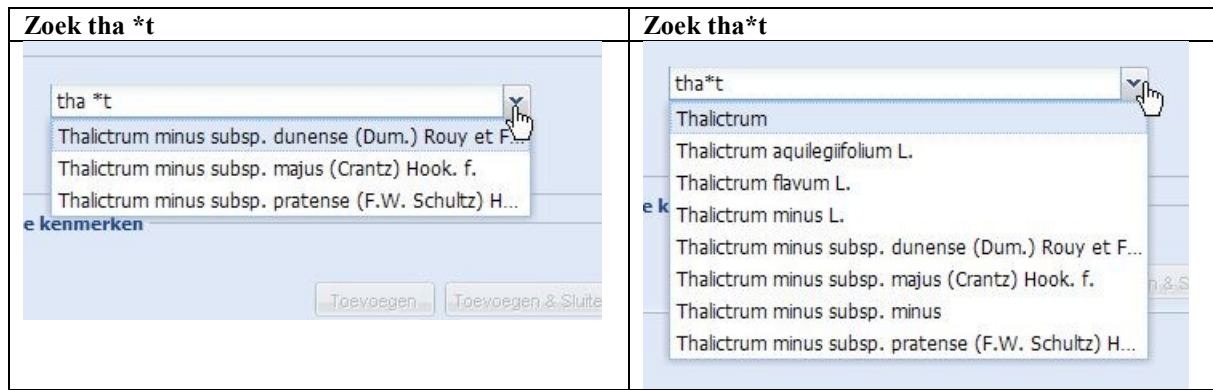 Zoek tha *t
tha *t
Thalictrum minus subsp. dunense (Dum.) Rouy et F...
Thalictrum minus subsp. majus (Crantz) Hook. f.
Thalictrum minus subsp. pratense (F.W. Schultz) H...
e kenmerken
Toevoegen
Toevoegen & Sluite
Zoek tha*t
tha*t
Thalictrum
Thalictrum aquilegiifolium L.
Thalictrum flavum L.
Thalictrum minus L.
Thalictrum minus subsp. dunense (Dum.) Rouy et F...
Thalictrum minus subsp. majus (Crantz) Hook. f.
Thalictrum minus subsp. minus
Thalictrum minus subsp. pratense (F.W. Schultz) H...
e k
n & S